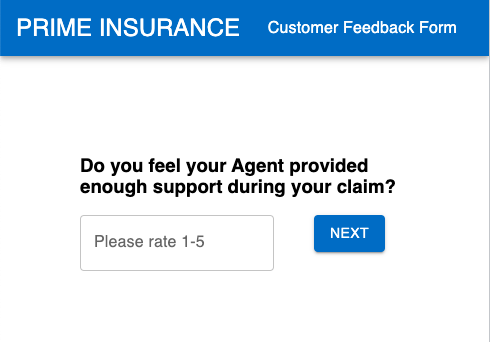 PRIME INSURANCE Customer Feedback Form
Do you feel your Agent provided
enough support during your claim?
Please rate 1-5 NEXT